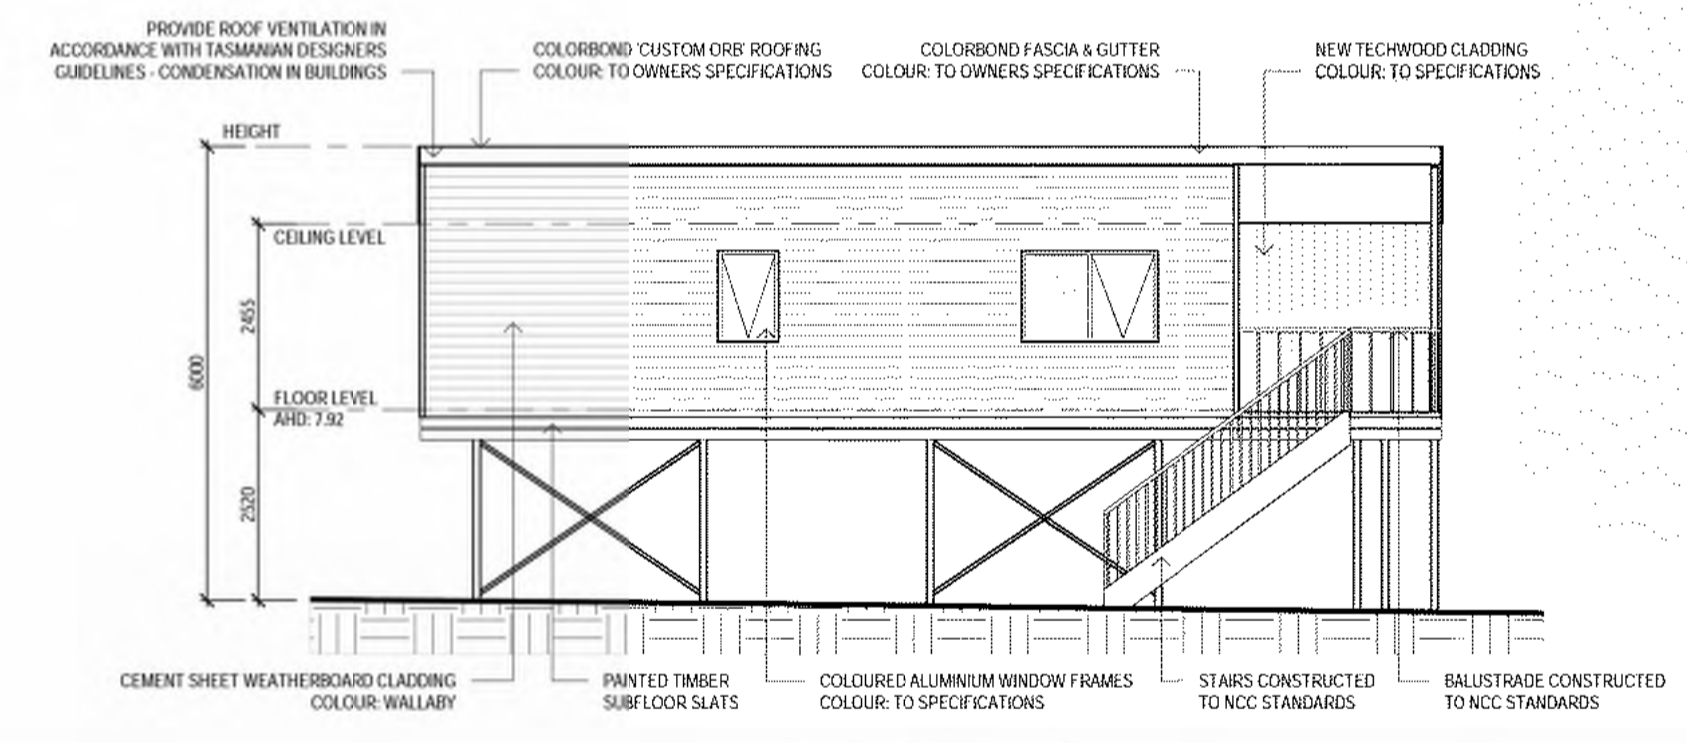 PROVIDE ROOF VENTILATION IN
ACCORDANCE WITH TASMANIAN DESIGNERS
GUIDELINES - CONDENSATION IN BUILDINGS
COLORBOND 'CUSTOM ORB' ROOFING
COLOUR: TO OWNERS SPECIFICATIONS
COLORBOND FASCIA & GUTTER
COLOUR: TO OWNERS SPECIFICATIONS
NEW TECHWOOD CLADDING
COLOUR: TO SPECIFICATIONS
HEIGHT
CEILING LEVEL
2455
6000
FLOOR LEVEL
AHD: 7.92
2520
CEMENT SHEET WEATHERBOARD CLADDING
COLOUR: WALLABY
PAINTED TIMBER
SUBFLOOR SLATS
COLOURED ALUMINIUM WINDOW FRAMES
COLOUR: TO SPECIFICATIONS
STAIRS CONSTRUCTED
TO NCC STANDARDS
BALUSTRADE CONSTRUCTED
TO NCC STANDARDS